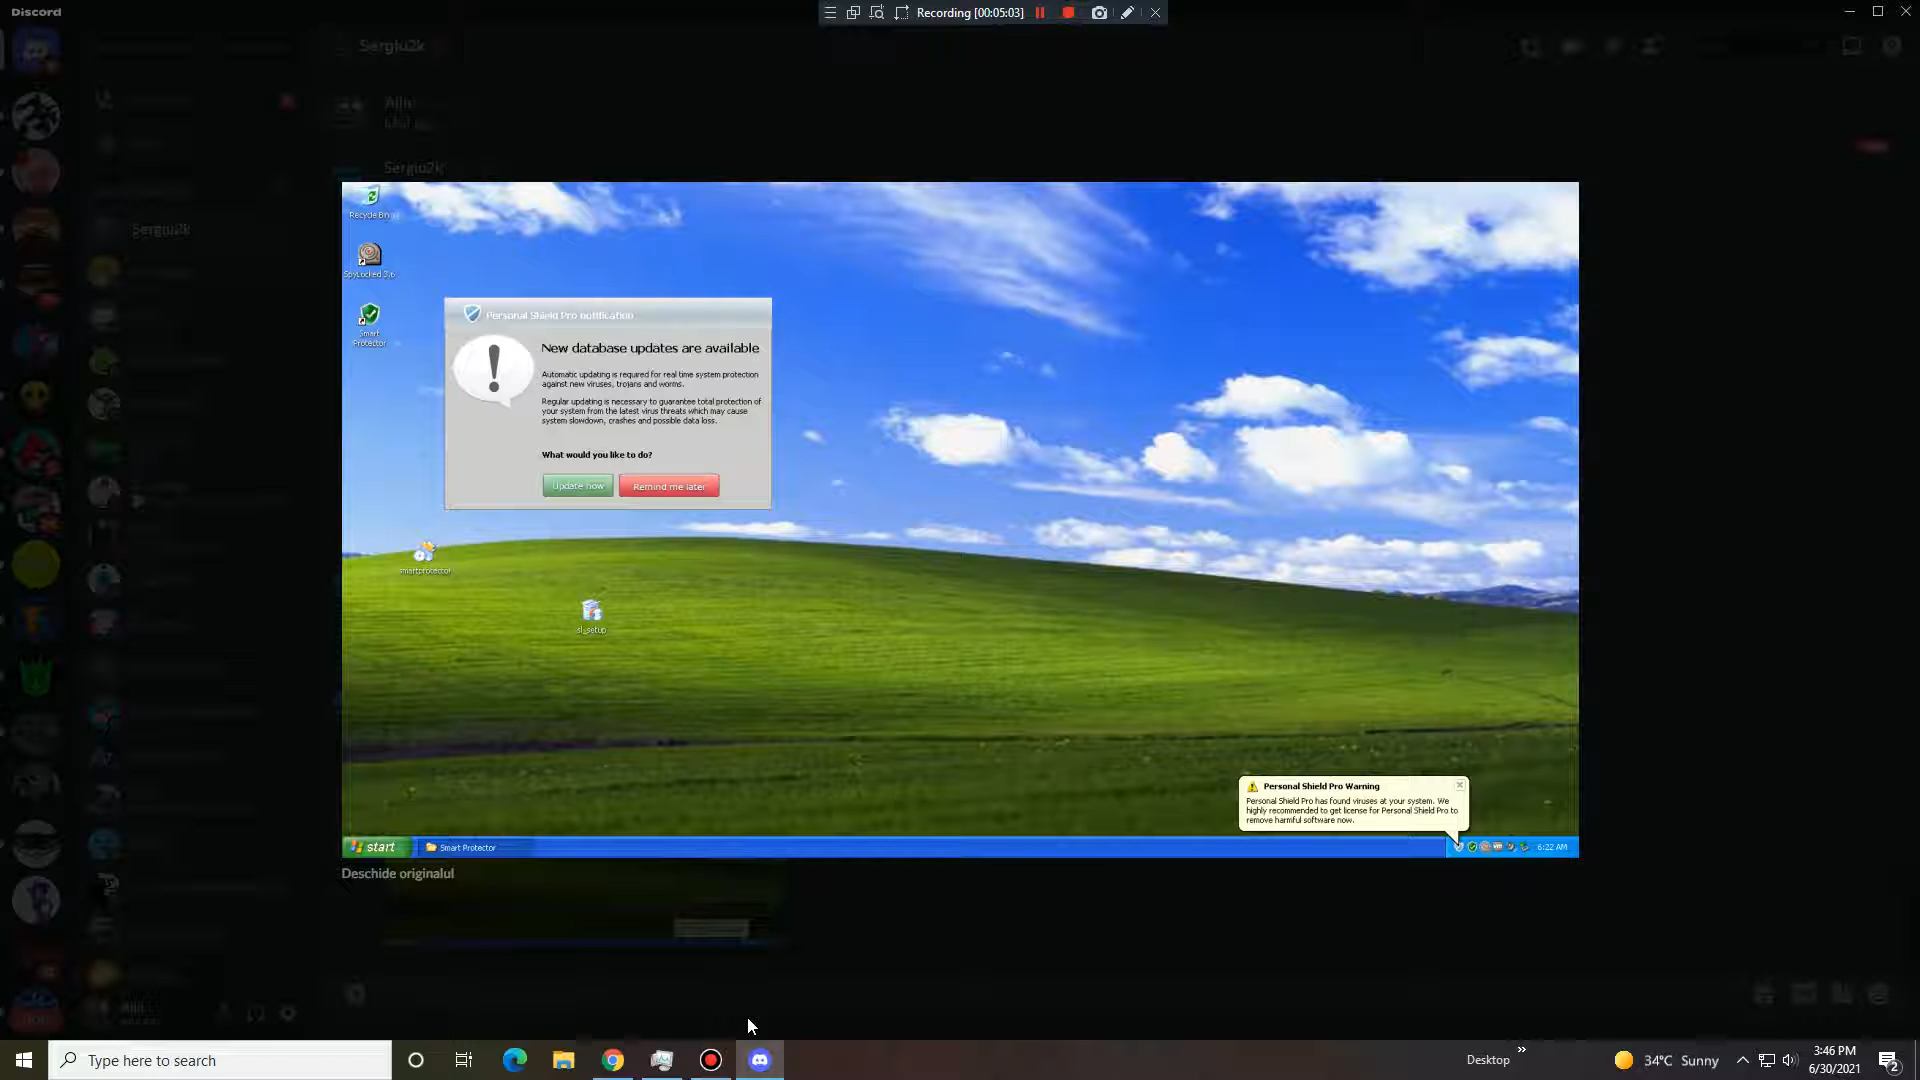 Discord
Recording [00:05:03]
Sergiu2k
Sergiu2k
Sergiu2k
Recycle Bin
SpyLocked 3.6
Smart
Protector
Personal Shield Pro notification
New database updates are available
Automatic updating is required for real time system protection
against new viruses, trojans and worms.
Regular updating is necessary to guarantee total protection of
your system from the latest virus threats which may cause
system slowdown, crashes and possible data loss.
What would you like to do?
Update now
Remind me later
smartprotector
sl_setup
Personal Shield Pro Warning
Personal Shield Pro has found viruses at your system. We
highly recommended to get license for Personal Shield Pro to
remove harmful software now.
start
Smart Protector
6:22 AM
Deschide originalul
Type here to search
Desktop
34°C Sunny
3:46 PM
6/30/2021
2